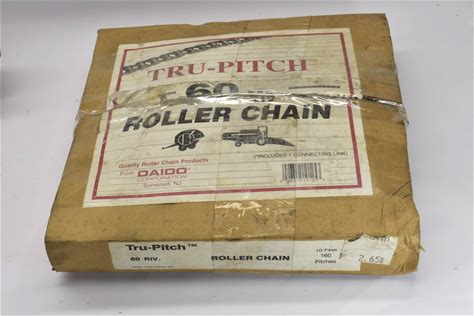 TRU-PITCH™
60
ROLLER CHAIN
(*INCLUDES 1 CONNECTING LINK)
Quality Roller Chain Products
From DAIDO
CORPORATION
Somerset, NJ
Tru-Pitch™
60 RIV.
ROLLER CHAIN
10 Feet
160
Pitches